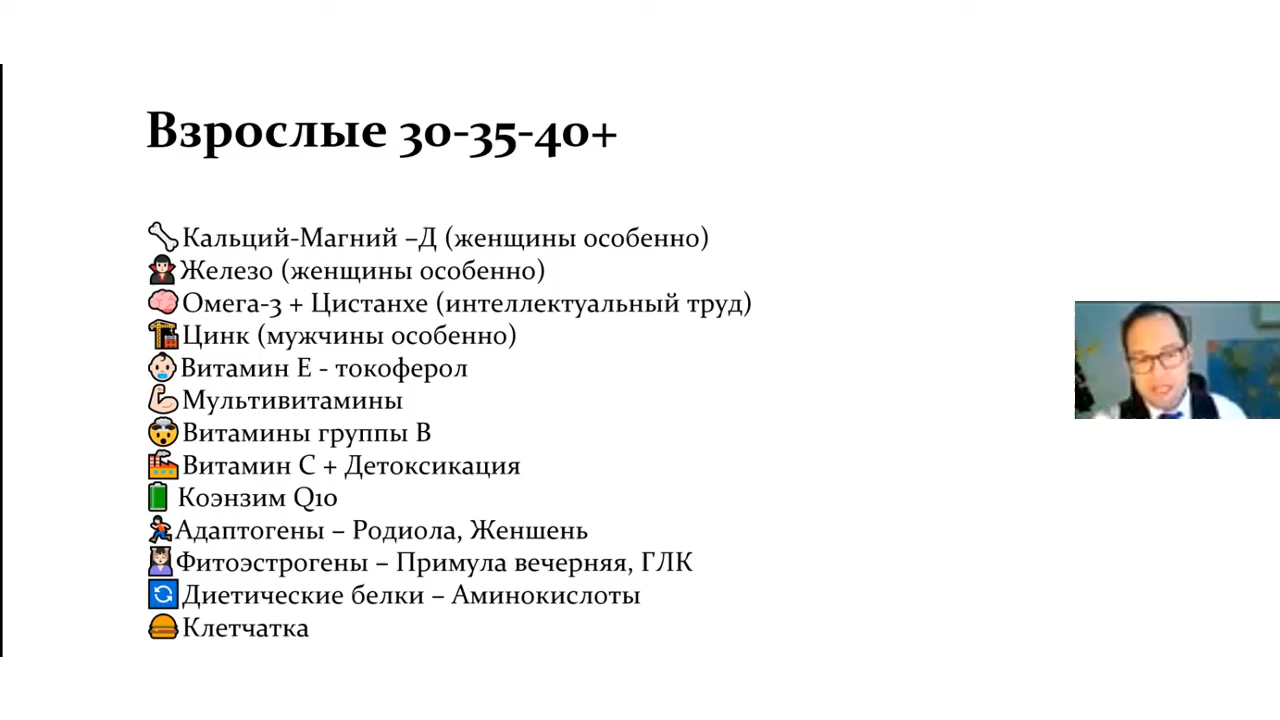 Взрослые 30-35-40+
Кальций-Магний –Д (женщины особенно)
Железо (женщины особенно)
Омега-3 + Цистанхе (интеллектуальный труд)
Цинк (мужчины особенно)
Витамин Е - токоферол
Мультивитамины
Витамины группы В
Витамин С + Детоксикация
Коэнзим Q10
Адаптогены – Родиола, Женшень
Фитоэстрогены – Примула вечерняя, ГЛК
Диетические белки – Аминокислоты
Клетчатка